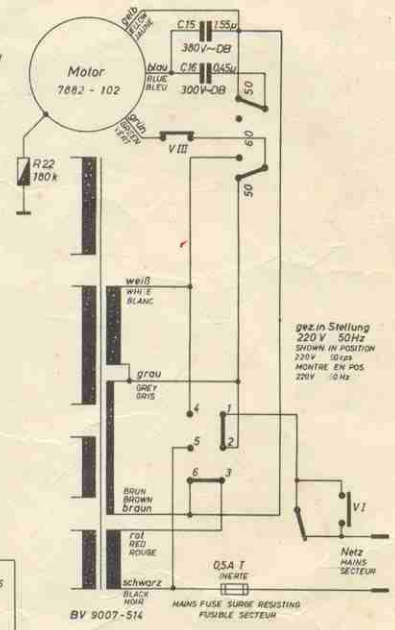 gelb
YELLOW
JAUNE
C15 1.55µ
380V~DB
blau
BLUE
BLEU
C16 0.45µ
300V~DB
Motor
7882 - 102
grün
GREEN
VERT
VIII
50
60
50
R22
180k
weiß
WHITE
BLANC
gez.in Stellung
220V 50Hz
SHOWN IN POSITION
220V
MONTRE EN POS.
220V
grau
GREY
GRIS
4 1
5 2
6 3
BRUN
BROWN
braun
rot
RED
ROUGE
VI
Netz
MAINS
SECTEUR
0,5A T
INERTE
schwarz
BLACK
NOIR
BV 9007-514
MAINS FUSE SURGE RESISTING
FUSIBLE SECTEUR